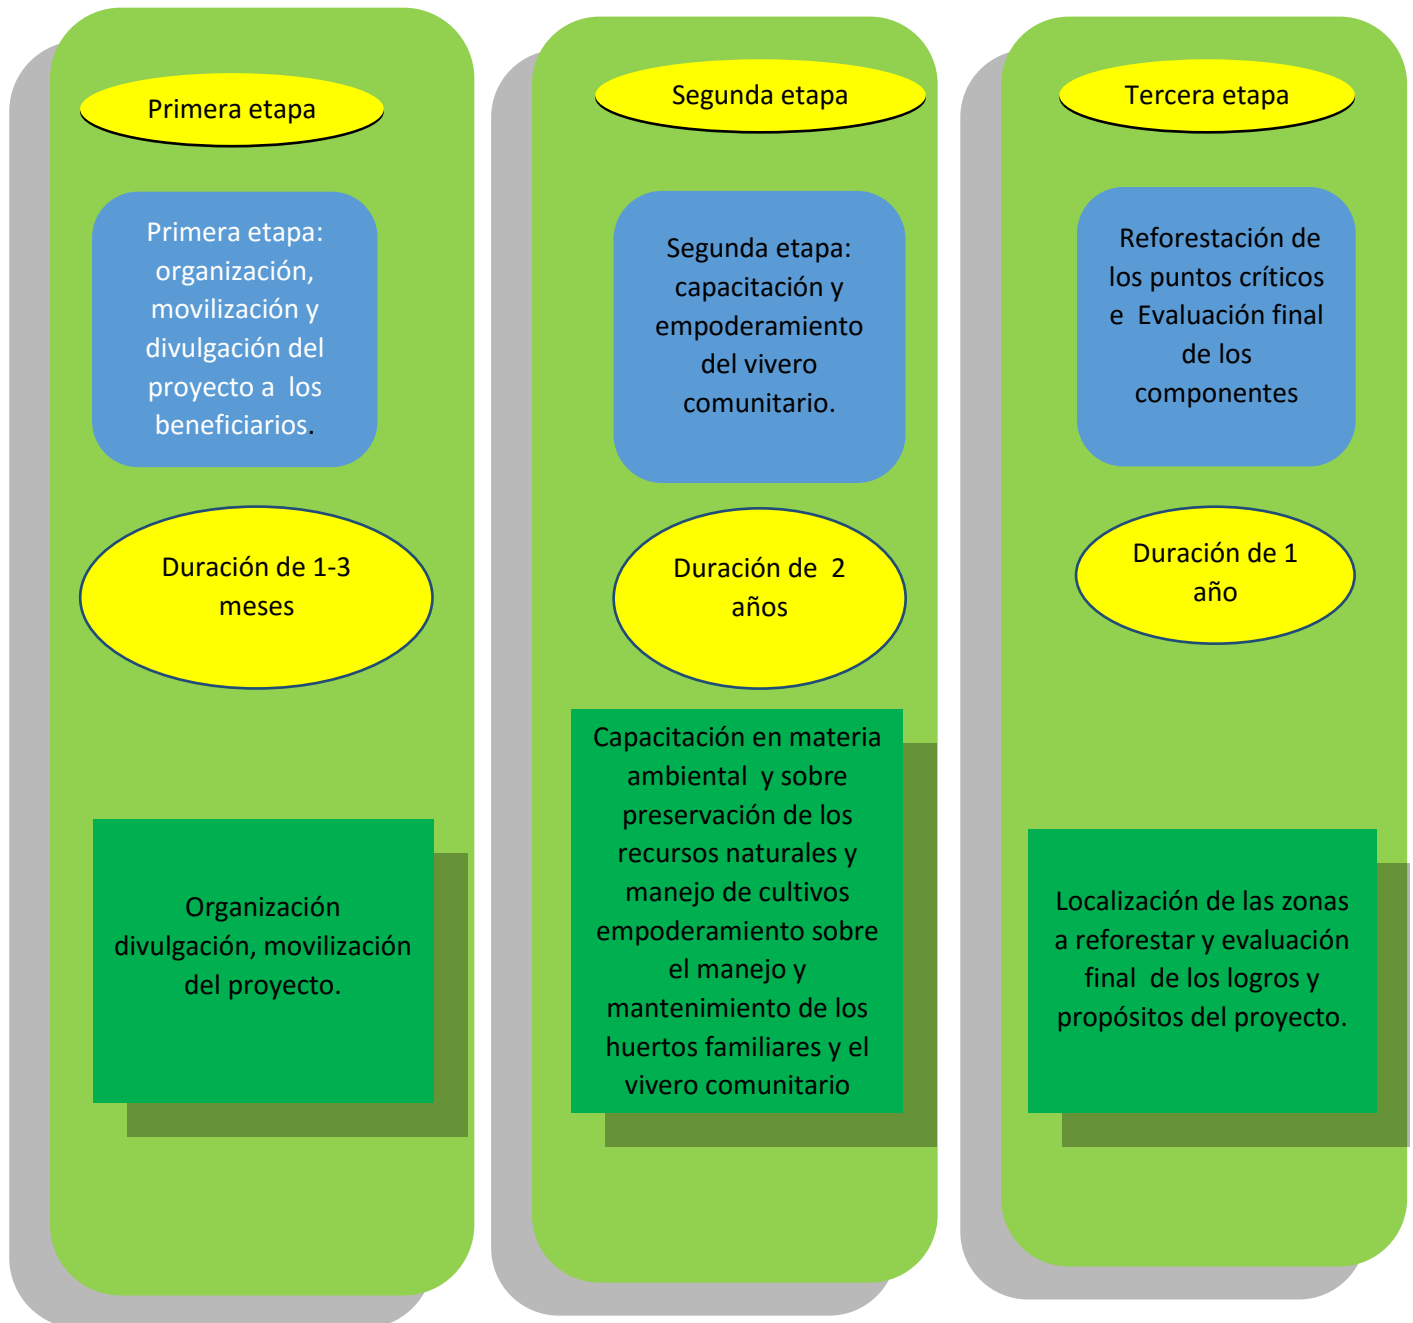 Primera etapa
Primera etapa:
organización,
movilización y
divulgación del
proyecto a los
beneficiarios.
Duración de 1-3
meses
Organización
divulgación, movilización
del proyecto.
Segunda etapa
Segunda etapa:
capacitación y
empoderamiento
del vivero
comunitario.
Duración de 2
años
Capacitación en materia
ambiental y sobre
preservación de los
recursos naturales y
manejo de cultivos
empoderamiento sobre
el manejo y
mantenimiento de los
huertos familiares y el
vivero comunitario
Tercera etapa
Reforestación de
los puntos críticos
e Evaluación final
de los
componentes
Duración de 1
año
Localización de las zonas
a reforestar y evaluación
final de los logros y
propósitos del proyecto.